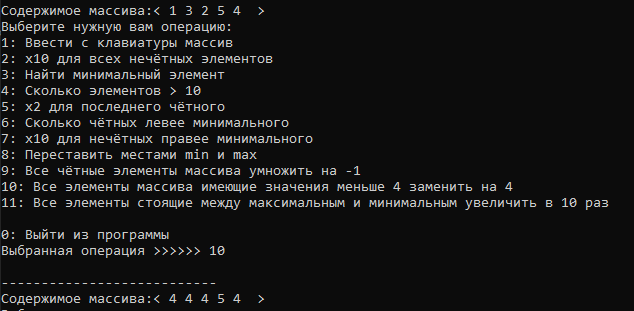 Содержимое массива:< 1 3 2 5 4  >
Выберите нужную вам операцию:
1: Ввести с клавиатуры массив
2: x10 для всех нечётных элементов
3: Найти минимальный элемент
4: Сколько элементов > 10
5: x2 для последнего чётного
6: Сколько чётных левее минимального
7: x10 для нечётных правее минимального
8: Переставить местами min и max
9: Все чётные элементы массива умножить на -1
10: Все элементы массива имеющие значения меньше 4 заменить на 4
11: Все элементы стоящие между максимальным и минимальным увеличить в 10 раз
0: Выйти из программы
Выбранная операция >>>>>> 10
---------------------------
Содержимое массива:< 4 4 4 5 4  >